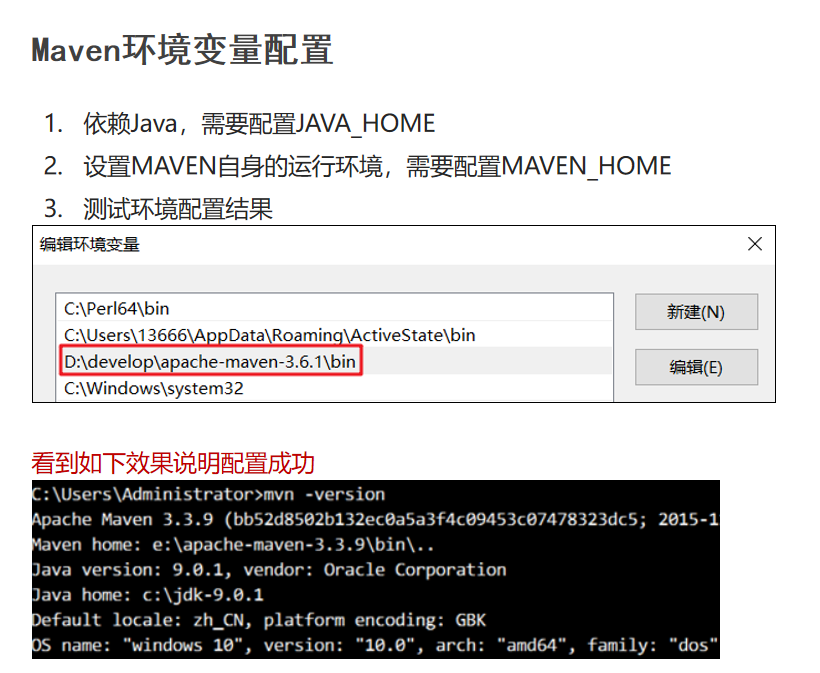 Maven环境变量配置
1. 依赖Java，需要配置JAVA_HOME
2. 设置MAVEN自身的运行环境，需要配置MAVEN_HOME
3. 测试环境配置结果
编辑环境变量
C:\Perl64\bin
新建(N)
C:\Users\13666\AppData\Roaming\ActiveState\bin
D:\develop\apache-maven-3.6.1\bin
编辑(E)
C:\Windows\system32
看到如下效果说明配置成功
C:\Users\Administrator>mvn -version
Apache Maven 3.3.9 (bb52d8502b132ec0a5a3f4c09453c07478323dc5; 2015-1
Maven home: e:\apache-maven-3.3.9\bin\..
Java version: 9.0.1, vendor: Oracle Corporation
Java home: c:\jdk-9.0.1
Default locale: zh_CN, platform encoding: GBK
OS name: "windows 10", version: "10.0", arch: "amd64", family: "dos"